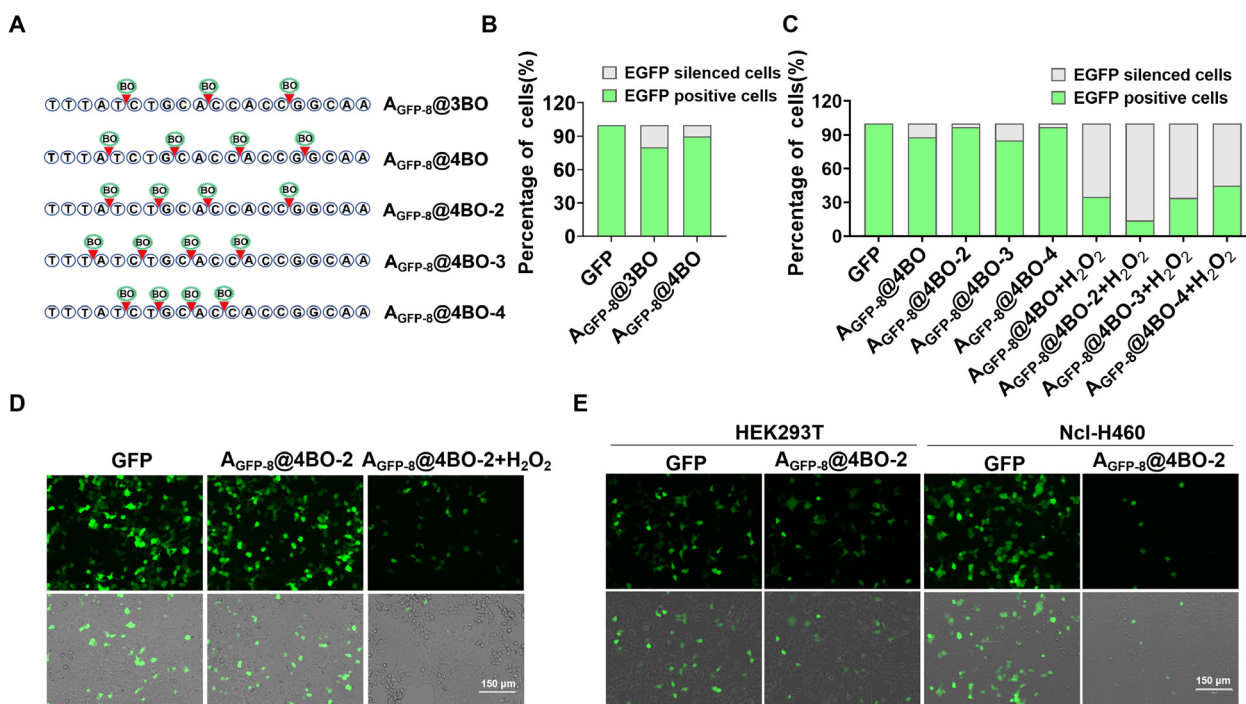 A
BO BO BO
T T T A T C T G C A C C A C C G G C A A AGFP-8@3BO
BO BO BO BO
T T T A T C T G C A C C A C C G G C A A AGFP-8@4BO
BO BO BO BO
T T T A T C T G C A C C A C C G G C A A AGFP-8@4BO-2
BO BO BO BO
T T T A T C T G C A C C A C C G G C A A AGFP-8@4BO-3
BO BO BO BO
T T T A T C T G C A C C A C C G G C A A AGFP-8@4BO-4
B
Percentage of cells(%)
EGFP silenced cells
EGFP positive cells
120
90
60
30
0
GFP
AGFP-8@3BO
AGFP-8@4BO
C
Percentage of cells(%)
EGFP silenced cells
EGFP positive cells
120
90
60
30
0
GFP
AGFP-8@4BO
AGFP-8@4BO-2
AGFP-8@4BO-3
AGFP-8@4BO-4
AGFP-8@4BO+H2O2
AGFP-8@4BO-2+H2O2
AGFP-8@4BO-3+H2O2
AGFP-8@4BO-4+H2O2
D
GFP AGFP-8@4BO-2 AGFP-8@4BO-2+H2O2
150 μm
E
HEK293T NcI-H460
GFP AGFP-8@4BO-2 GFP AGFP-8@4BO-2
150 μm